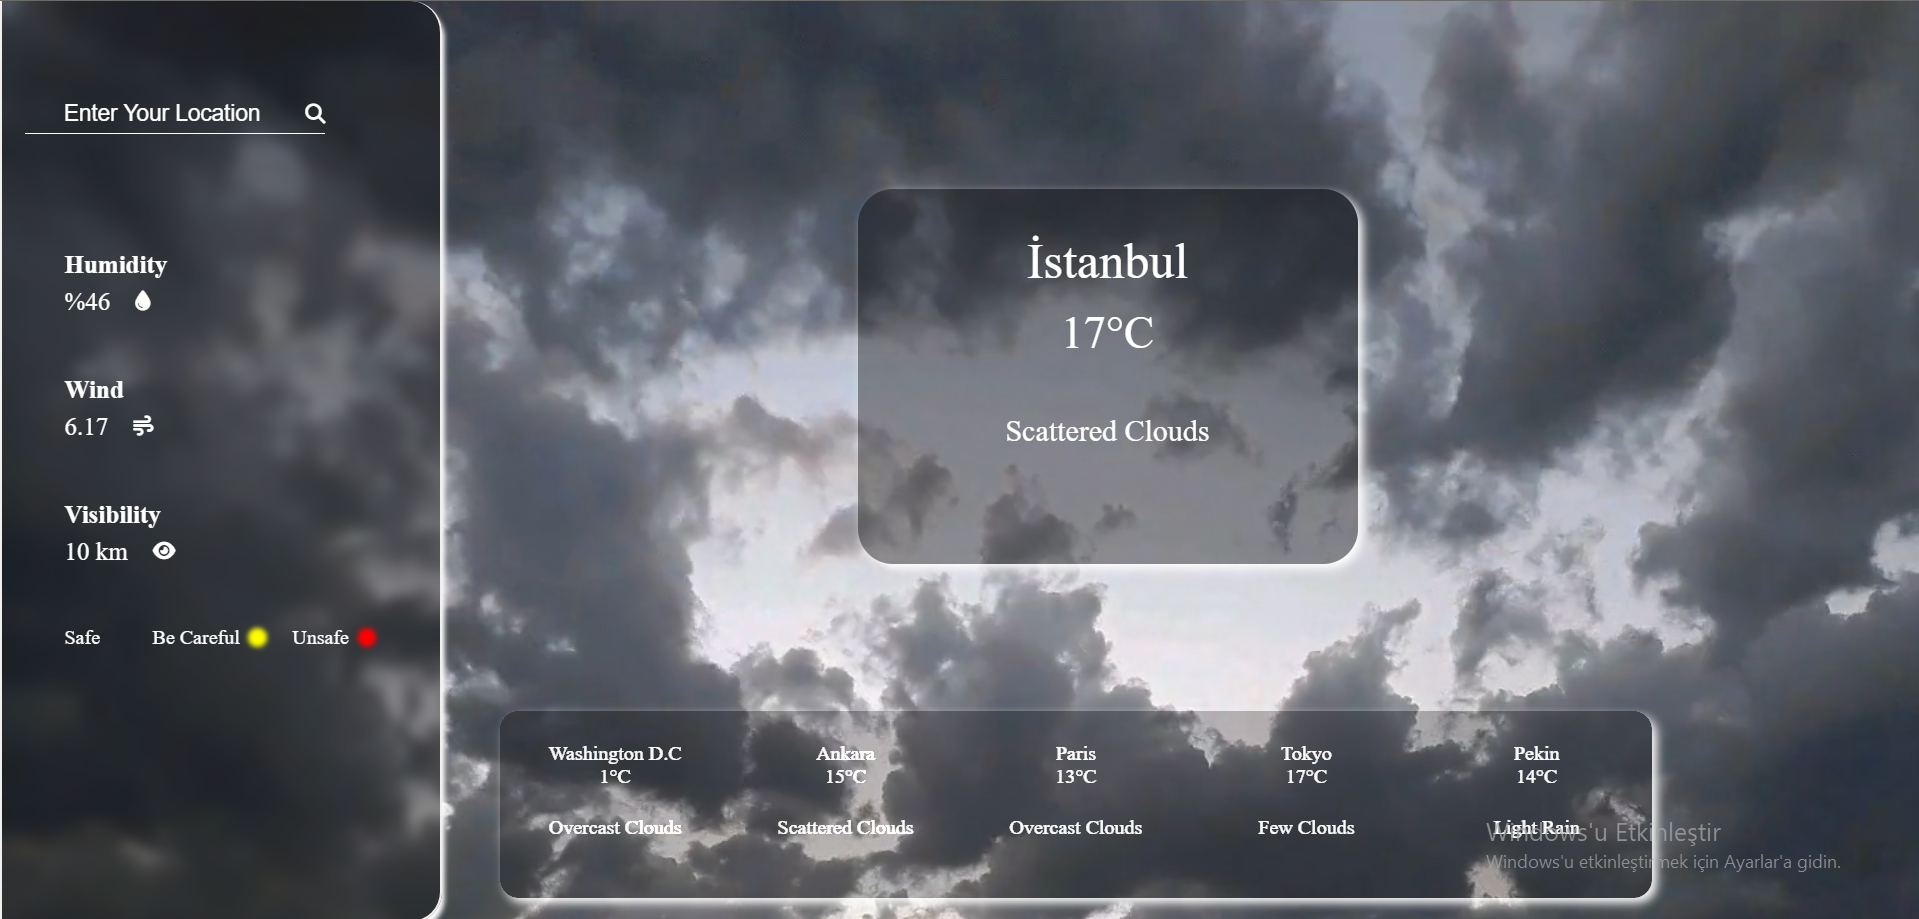 Enter Your Location
Humidity
%46
Wind
6.17
Visibility
10 km
Safe Be Careful Unsafe
İstanbul
17°C
Scattered Clouds
Washington D.C
1°C
Overcast Clouds
Ankara
15°C
Scattered Clouds
Paris
13°C
Overcast Clouds
Tokyo
17°C
Few Clouds
Pekin
14°C
Light Rain
Windows'u Etkinleştir
Windows'u etkinleştirmek için Ayarlar'a gidin.